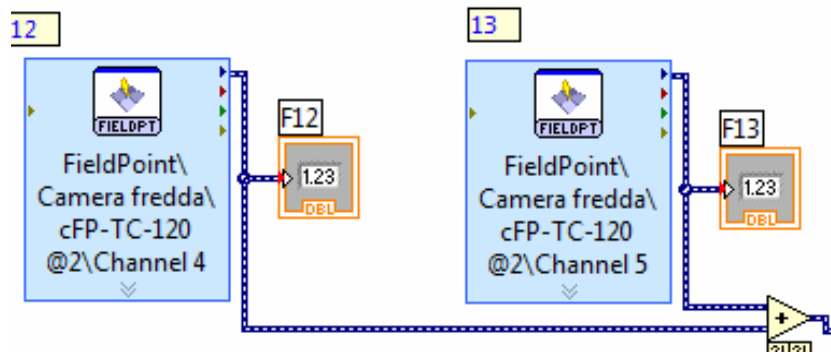 12
FIELDPT
FieldPoint\
Camera fredda\
cFP-TC-120
@2\Channel 4
F12
1.23
DBL
13
FIELDPT
FieldPoint\
Camera fredda\
cFP-TC-120
@2\Channel 5
F13
1.23
DBL
+